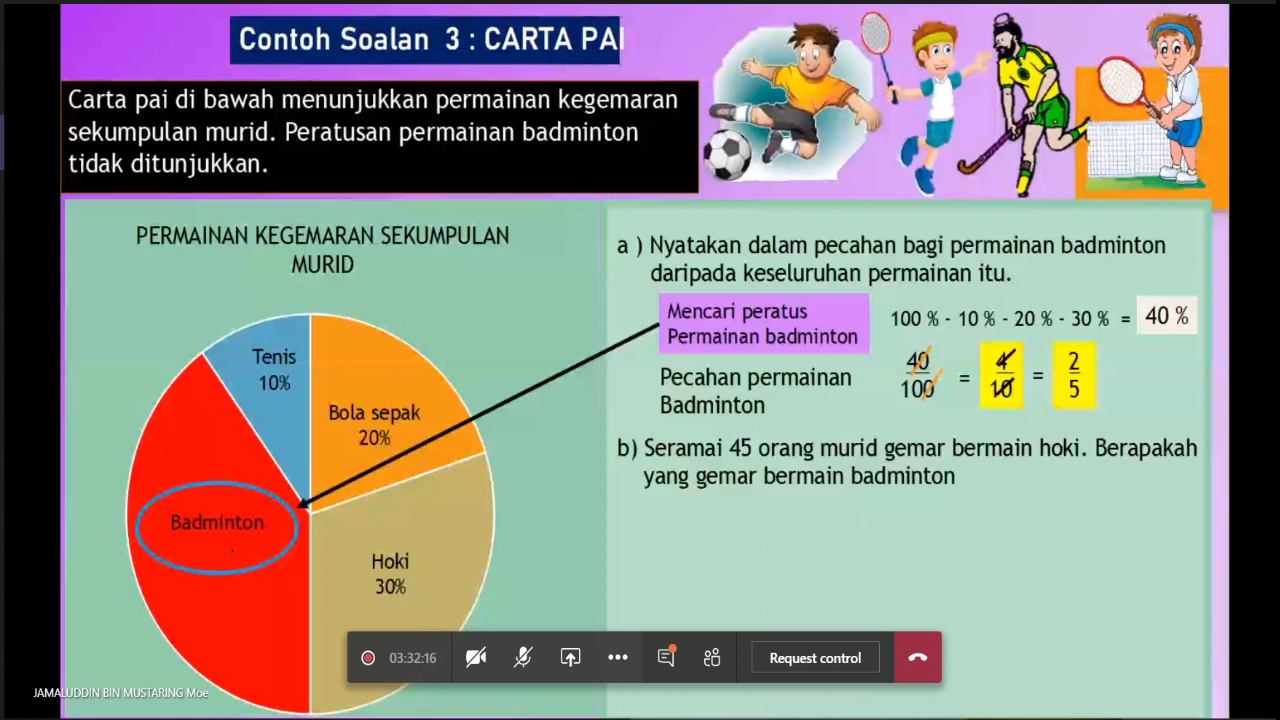 Contoh Soalan 3 : CARTA PAI
Carta pai di bawah menunjukkan permainan kegemaran
sekumpulan murid. Peratusan permainan badminton
tidak ditunjukkan.
PERMAINAN KEGEMARAN SEKUMPULAN
MURID
Tenis
10%
Bola sepak
20%
Badminton
Hoki
30%
a ) Nyatakan dalam pecahan bagi permainan badminton
daripada keseluruhan permainan itu.
Mencari peratus
Permainan badminton
100 % - 10 % - 20 % - 30 % = 40 %
Pecahan permainan
Badminton
40/100 = 4/10 = 2/5
b) Seramai 45 orang murid gemar bermain hoki. Berapakah
yang gemar bermain badminton
03:32:16
Request control
JAMALUDDIN BIN MUSTARING Moe